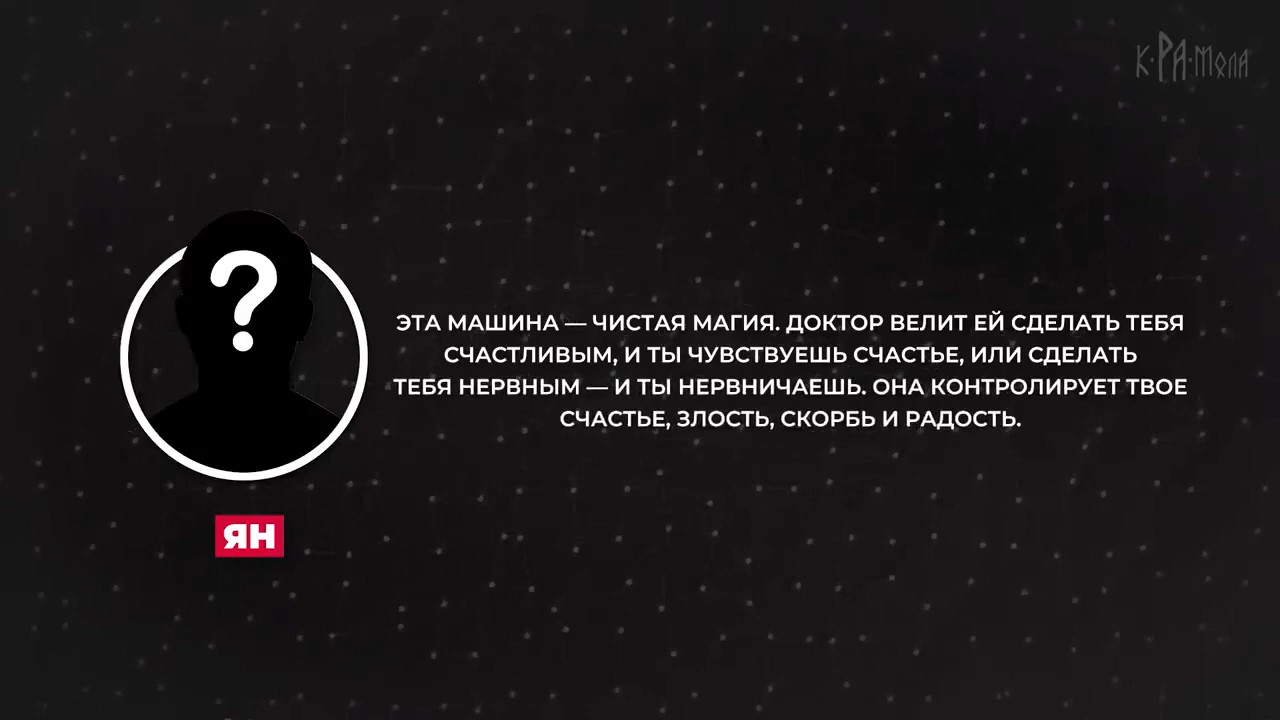 К·РА·МОЛА
?
ЭТА МАШИНА — ЧИСТАЯ МАГИЯ. ДОКТОР ВЕЛИТ ЕЙ СДЕЛАТЬ ТЕБЯ
СЧАСТЛИВЫМ, И ТЫ ЧУВСТВУЕШЬ СЧАСТЬЕ, ИЛИ СДЕЛАТЬ
ТЕБЯ НЕРВНЫМ — И ТЫ НЕРВНИЧАЕШЬ. ОНА КОНТРОЛИРУЕТ ТВОЕ
СЧАСТЬЕ, ЗЛОСТЬ, СКОРБЬ И РАДОСТЬ.
ЯН